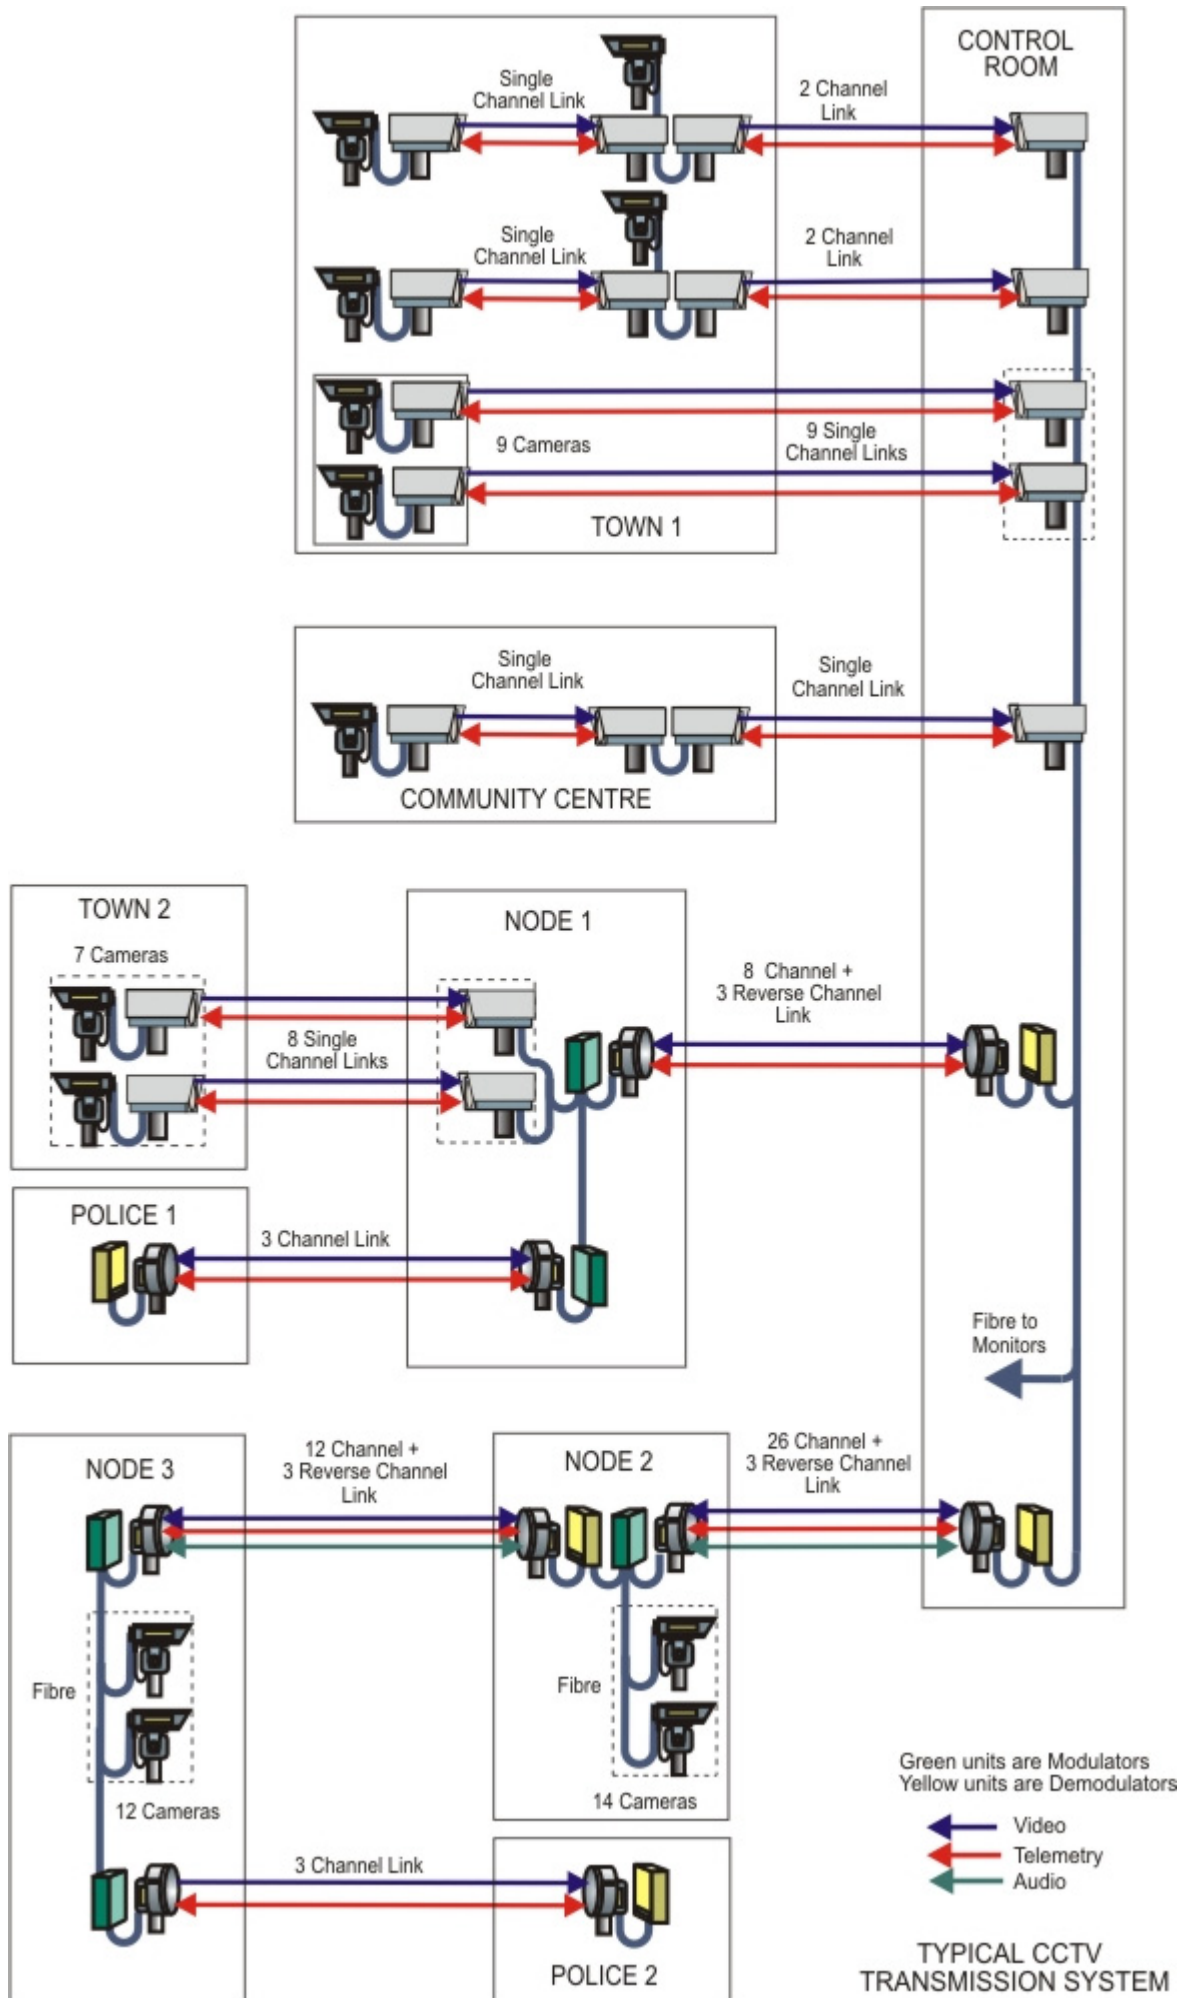 CONTROL
ROOM
Single
Channel Link
2 Channel
Link
Single
Channel Link
2 Channel
Link
9 Cameras
9 Single
Channel Links
TOWN 1
Single
Channel Link
Single
Channel Link
COMMUNITY CENTRE
TOWN 2
7 Cameras
8 Single
Channel Links
NODE 1
8 Channel +
3 Reverse Channel
Link
POLICE 1
3 Channel Link
Fibre to
Monitors
NODE 3
12 Channel +
3 Reverse Channel
Link
NODE 2
26 Channel +
3 Reverse Channel
Link
Fibre
12 Cameras
Fibre
14 Cameras
3 Channel Link
POLICE 2
Green units are Modulators
Yellow units are Demodulators
Video
Telemetry
Audio
TYPICAL CCTV
TRANSMISSION SYSTEM